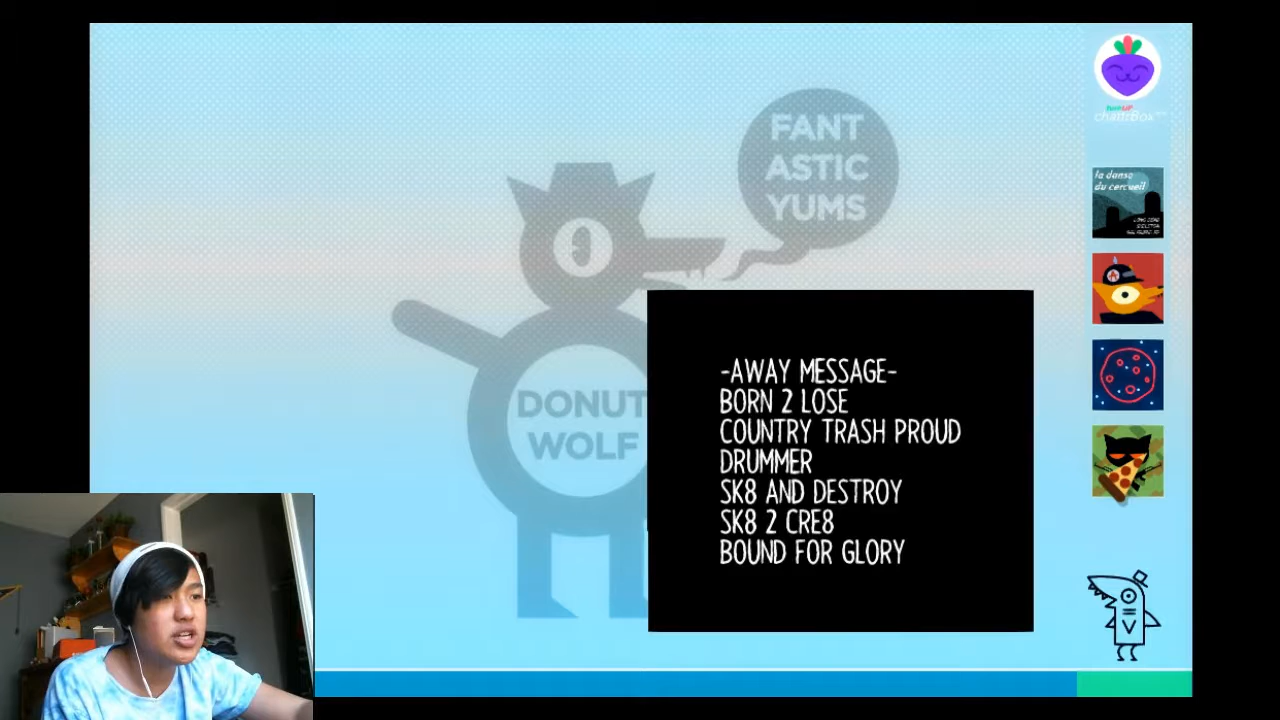 FANT
ASTIC
YUMS
DONUT
WOLF
chattrBox
la danse
du cercueil
-AWAY MESSAGE-
BORN 2 LOSE
COUNTRY TRASH PROUD
DRUMMER
SK8 AND DESTROY
SK8 2 CRE8
BOUND FOR GLORY